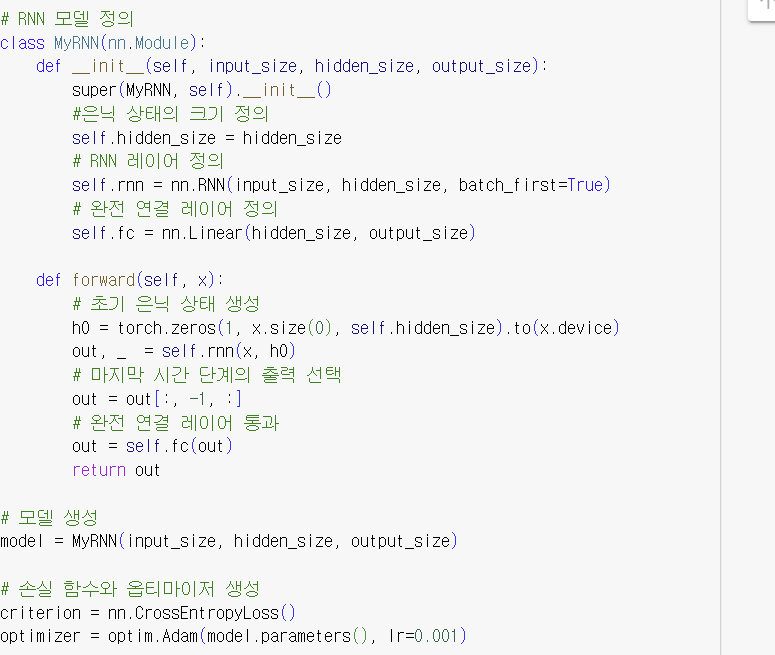 # RNN 모델 정의
class MyRNN(nn.Module):
    def __init__(self, input_size, hidden_size, output_size):
        super(MyRNN, self).__init__()
        #은닉 상태의 크기 정의
        self.hidden_size = hidden_size
        # RNN 레이어 정의
        self.rnn = nn.RNN(input_size, hidden_size, batch_first=True)
        # 완전 연결 레이어 정의
        self.fc = nn.Linear(hidden_size, output_size)

    def forward(self, x):
        # 초기 은닉 상태 생성
        h0 = torch.zeros(1, x.size(0), self.hidden_size).to(x.device)
        out, _  = self.rnn(x, h0)
        # 마지막 시간 단계의 출력 선택
        out = out[:, -1, :]
        # 완전 연결 레이어 통과
        out = self.fc(out)
        return out

# 모델 생성
model = MyRNN(input_size, hidden_size, output_size)

# 손실 함수와 옵티마이저 생성
criterion = nn.CrossEntropyLoss()
optimizer = optim.Adam(model.parameters(), lr=0.001)